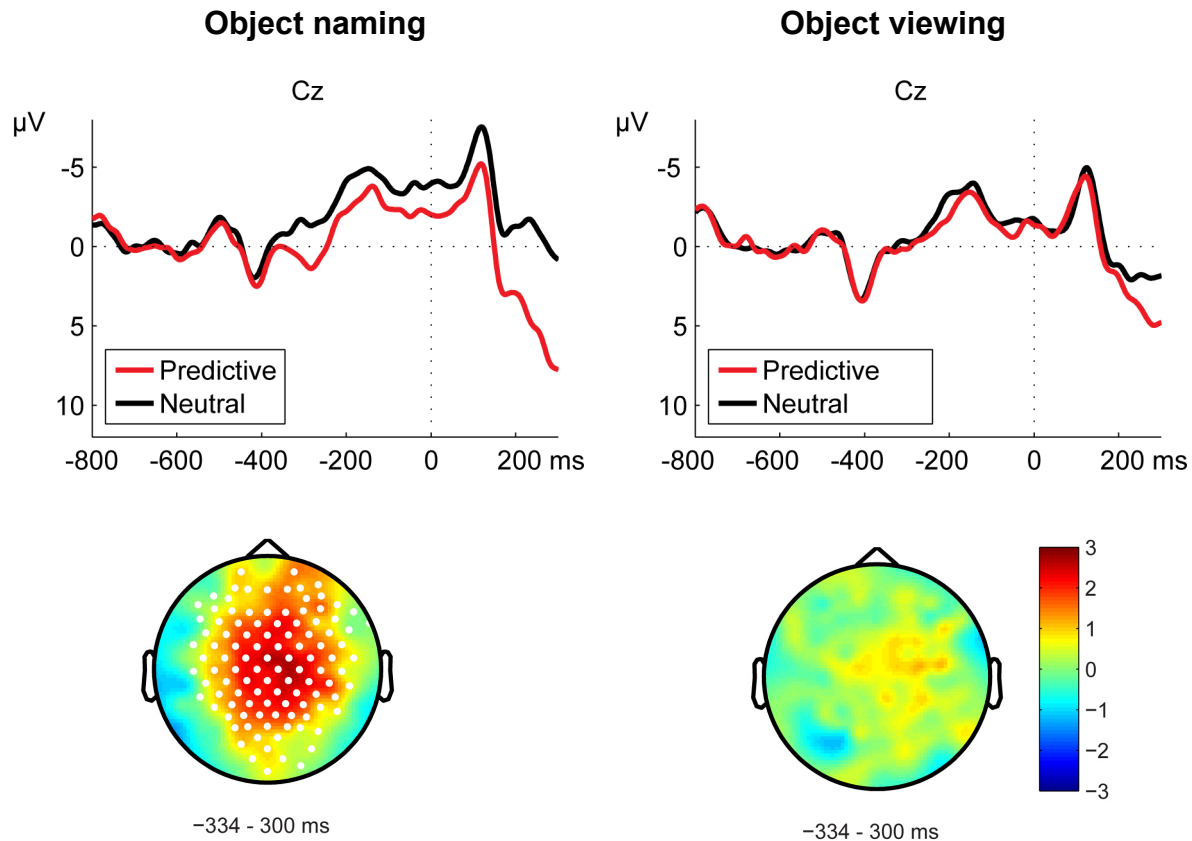 Object naming
Object viewing
Cz
Cz
µV
µV
-5
0
5
10
-5
0
5
10
Predictive
Neutral
Predictive
Neutral
-800 -600 -400 -200 0 200 ms
-800 -600 -400 -200 0 200 ms
3
2
1
0
−1
−2
−3
−334 - 300 ms
−334 - 300 ms